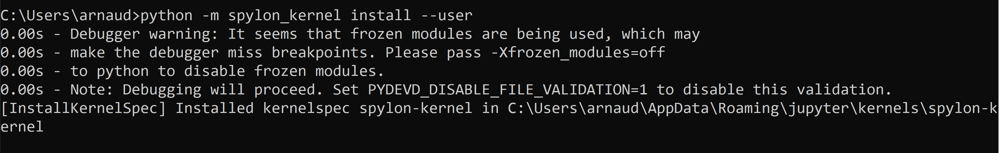 C:\Users\arnaud>python -m spylon_kernel install --user
0.00s - Debugger warning: It seems that frozen modules are being used, which may
0.00s - make the debugger miss breakpoints. Please pass -Xfrozen_modules=off
0.00s - to python to disable frozen modules.
0.00s - Note: Debugging will proceed. Set PYDEVD_DISABLE_FILE_VALIDATION=1 to disable this validation.
[InstallKernelSpec] Installed kernelspec spylon-kernel in C:\Users\arnaud\AppData\Roaming\jupyter\kernels\spylon-k
ernel